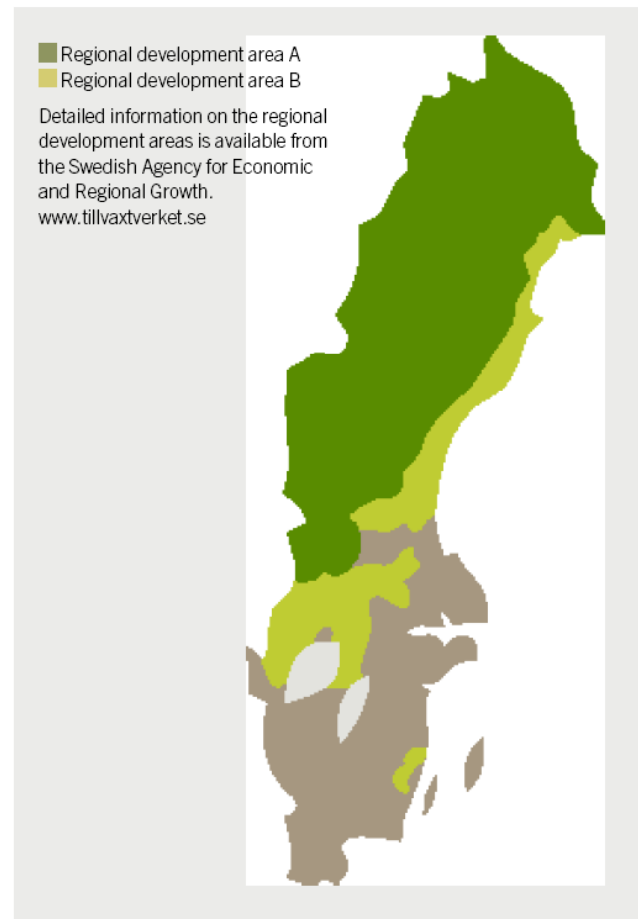 Regional development area A
Regional development area B
Detailed information on the regional
development areas is available from
the Swedish Agency for Economic
and Regional Growth.
www.tillvaxtverket.se